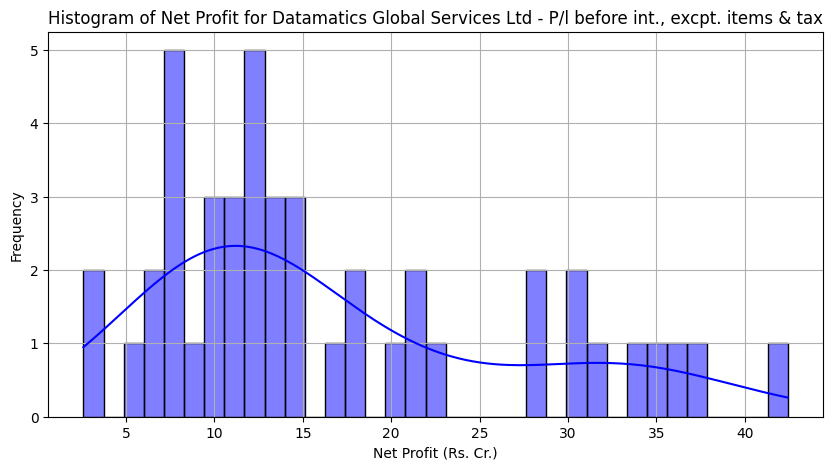 Histogram of Net Profit for Datamatics Global Services Ltd - P/l before int., excpt. items & tax
5
4
3
2
1
0
Frequency
5 10 15 20 25 30 35 40
Net Profit (Rs. Cr.)